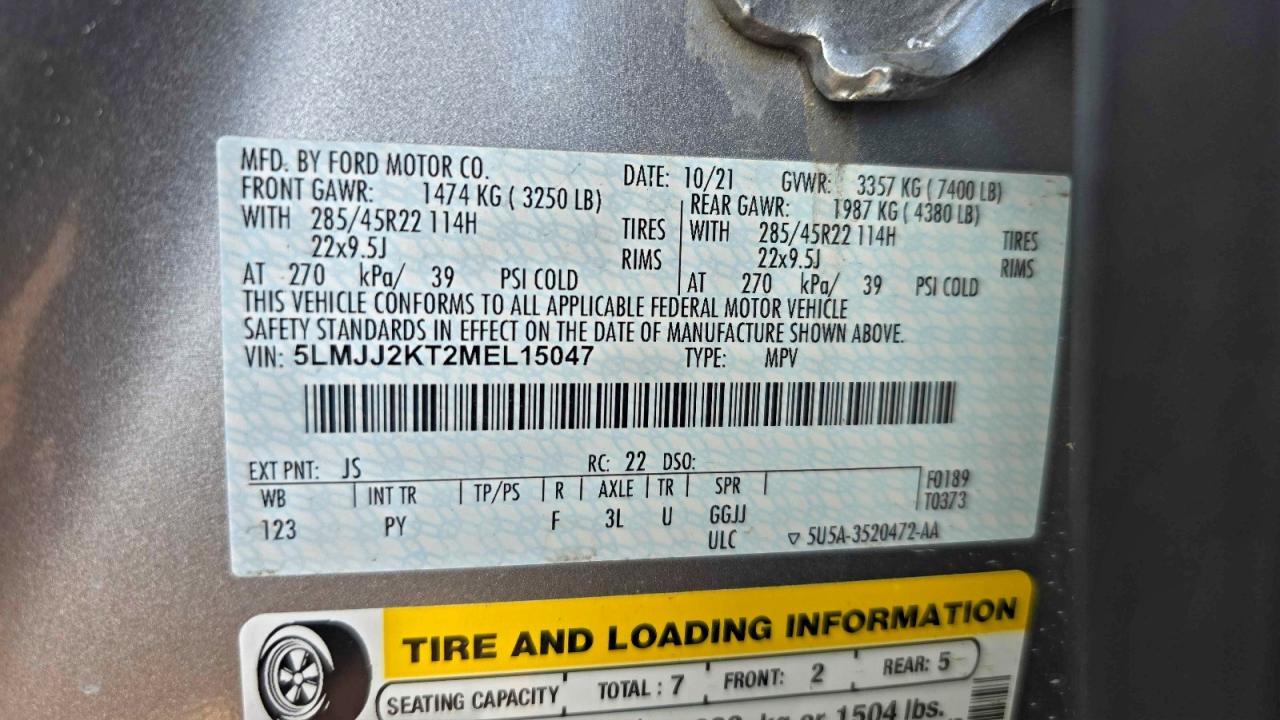 MFD. BY FORD MOTOR CO. DATE: 10/21 GVWR: 3357 KG ( 7400 LB)
FRONT GAWR: 1474 KG ( 3250 LB) REAR GAWR: 1987 KG ( 4380 LB)
WITH 285/45R22 114H TIRES WITH 285/45R22 114H TIRES
22x9.5J RIMS 22x9.5J RIMS
AT 270 kPa/ 39 PSI COLD AT 270 kPa/ 39 PSI COLD
THIS VEHICLE CONFORMS TO ALL APPLICABLE FEDERAL MOTOR VEHICLE
SAFETY STANDARDS IN EFFECT ON THE DATE OF MANUFACTURE SHOWN ABOVE.
VIN: 5LMJJ2KT2MEL15047 TYPE: MPV
EXT PNT: JS RC: 22 DSO:
WB INT TR TP/PS R AXLE TR SPR F0189
T0373
123 PY F 3L U GGJJ
ULC ▽ 5U5A-3520472-AA
TIRE AND LOADING INFORMATION
SEATING CAPACITY TOTAL : 7 FRONT: 2 REAR: 5
kg or 1504 lbs.